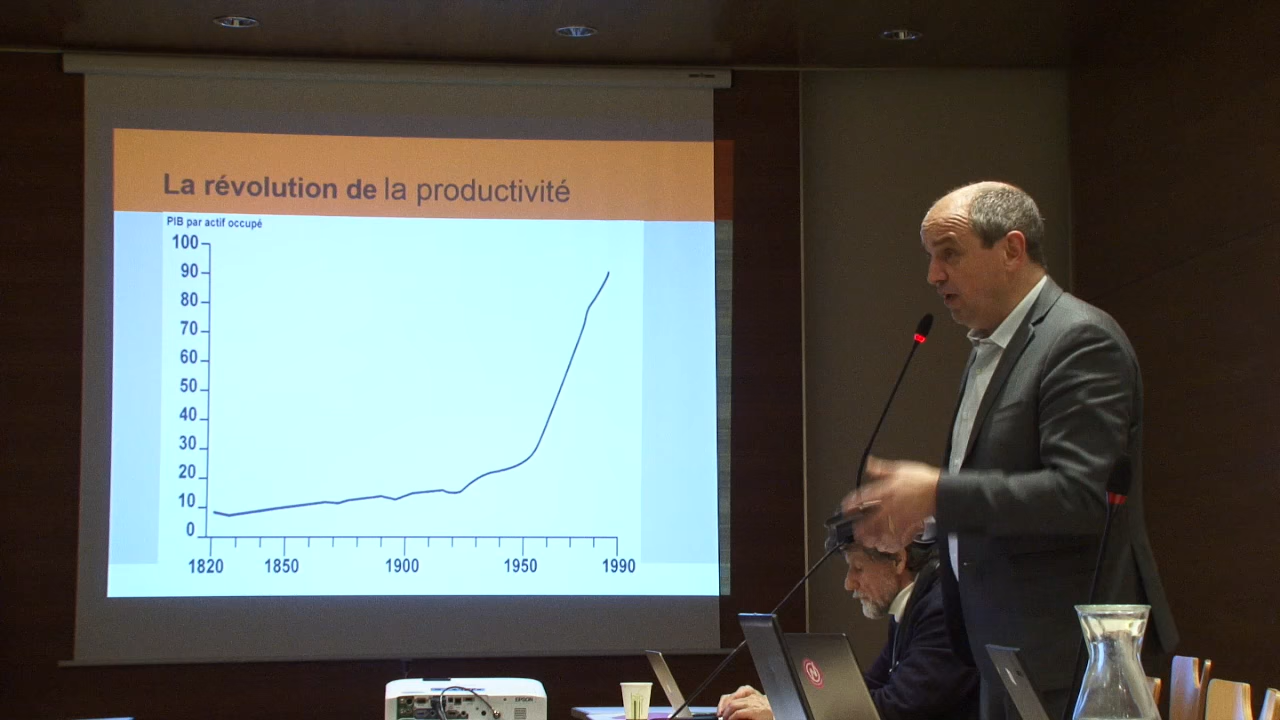 La révolution de la productivité
PIB par actif occupé
100
90
80
70
60
50
40
30
20
10
0
1820 1850 1900 1950 1990
EPSON